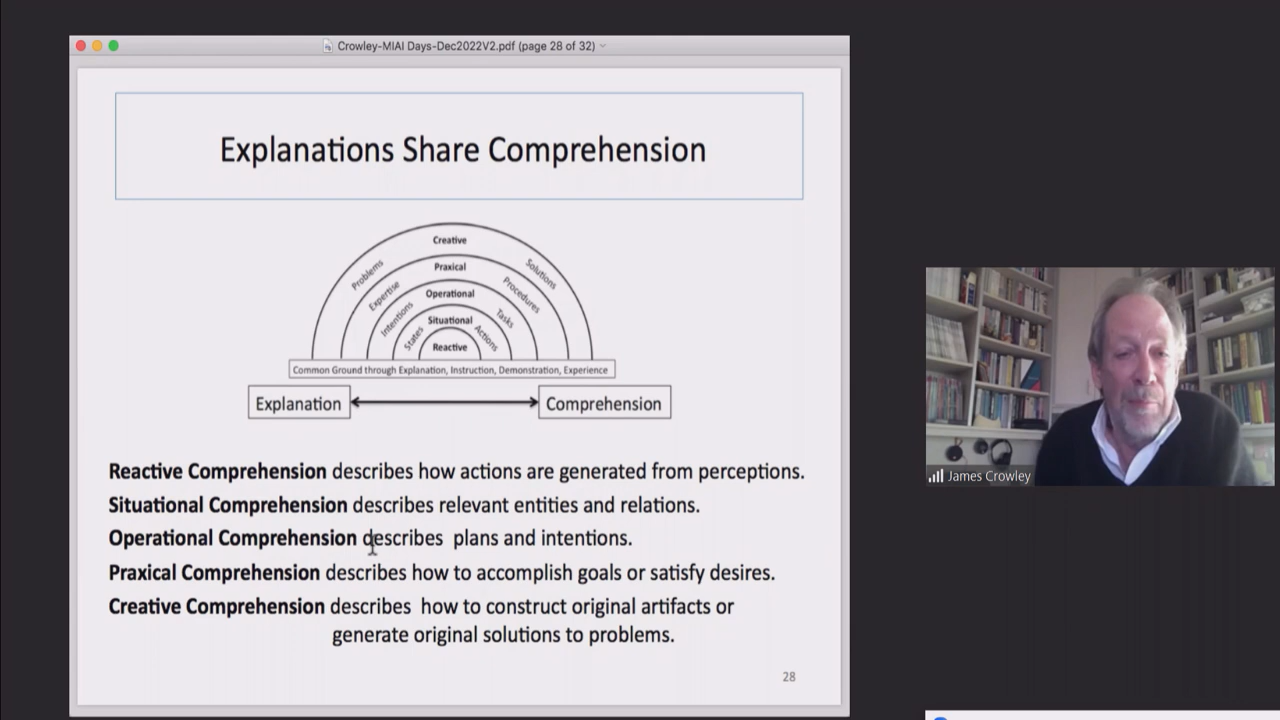 Crowley-MIAI Days-Dec2022V2.pdf (page 28 of 32)
Explanations Share Comprehension
Creative
Problems
Solutions
Praxical
Expertise
Procedures
Operational
Intentions
Tasks
Situational
States
Actions
Reactive
Common Ground through Explanation, Instruction, Demonstration, Experience
Explanation
Comprehension
Reactive Comprehension describes how actions are generated from perceptions.
Situational Comprehension describes relevant entities and relations.
Operational Comprehension describes plans and intentions.
Praxical Comprehension describes how to accomplish goals or satisfy desires.
Creative Comprehension describes how to construct original artifacts or
generate original solutions to problems.
28
James Crowley